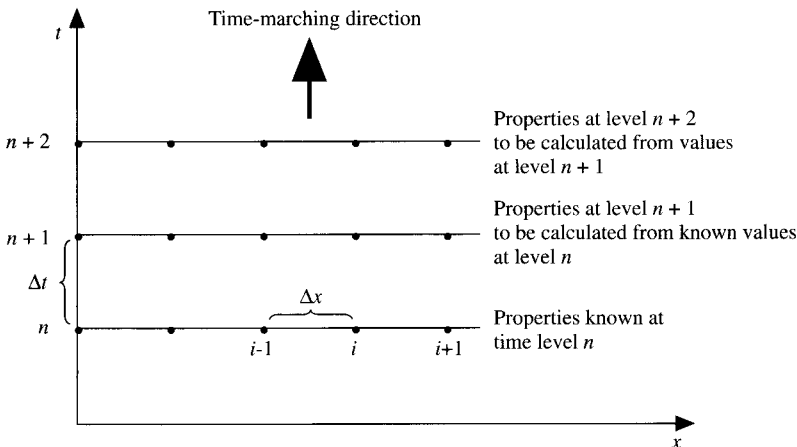 Time-marching direction
t
n + 2
Properties at level n + 2
to be calculated from values
at level n + 1
n + 1
Properties at level n + 1
to be calculated from known values
at level n
Δt
Δx
n
Properties known at
time level n
i-1
i
i+1
x